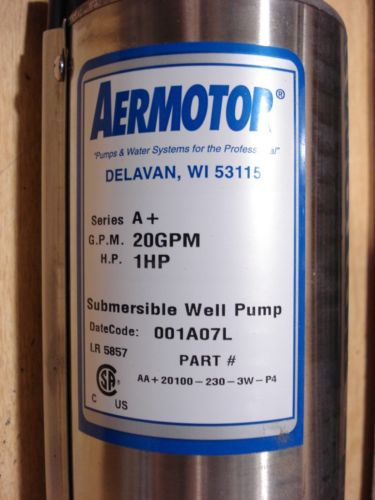 AERMOTOR®
"Pumps & Water Systems for the Professional"
DELAVAN, WI 53115
Series A+
G.P.M. 20GPM
H.P. 1HP
Submersible Well Pump
DateCode: 001A07L
LR 5857
PART #
AA+20100-230-3W-P4
C US